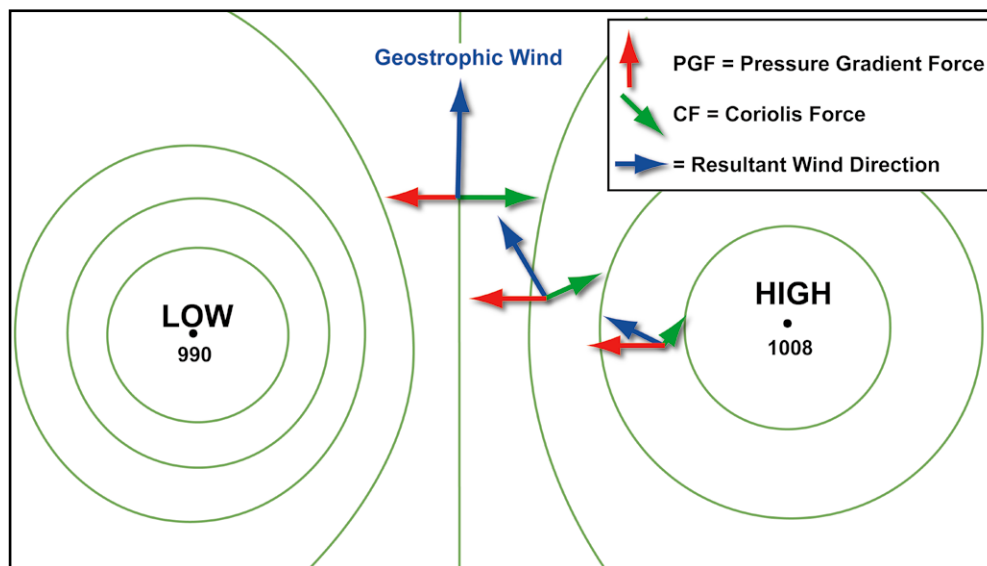 Geostrophic Wind
PGF = Pressure Gradient Force
CF = Coriolis Force
= Resultant Wind Direction
LOW
990
HIGH
1008